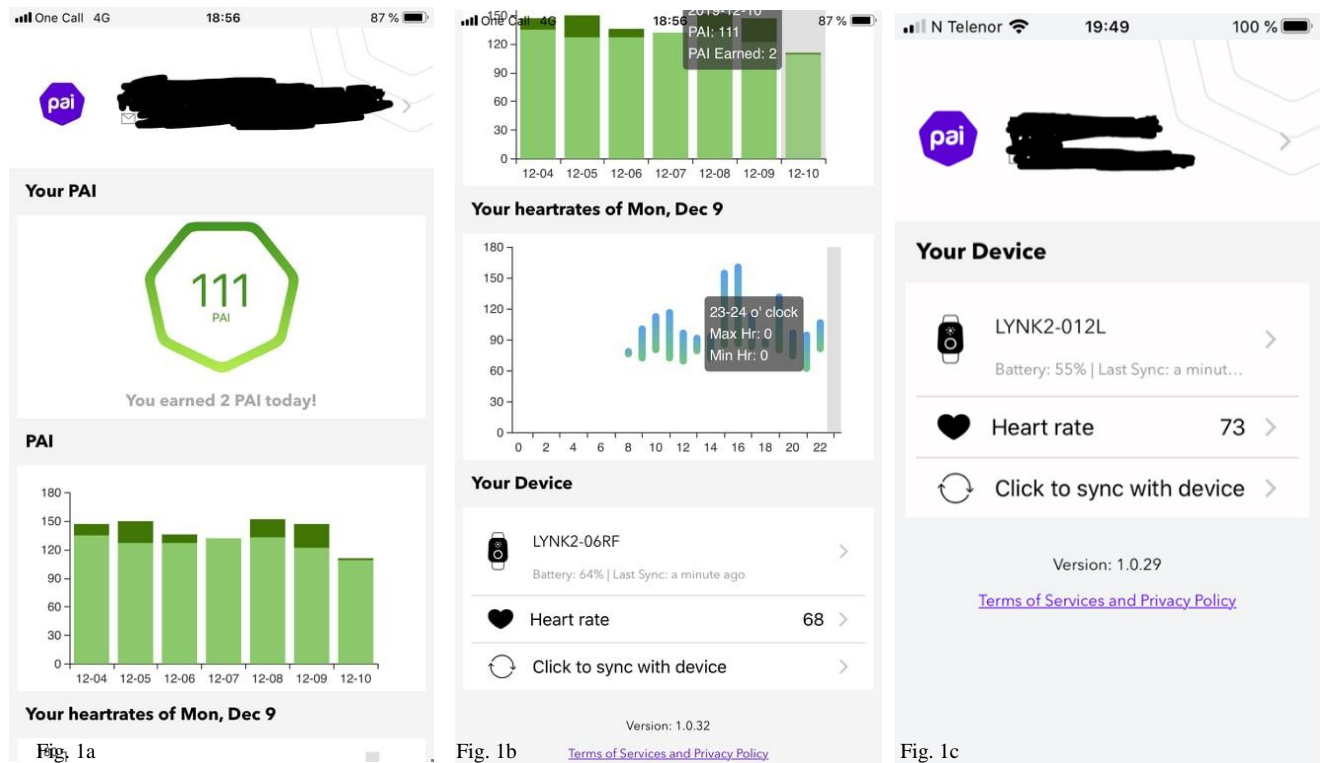 One Call 4G 18:56 87 %
pai
Your PAI
111
PAI
You earned 2 PAI today!
PAI
180
150
120
90
60
30
0
12-04 12-05 12-06 12-07 12-08 12-09 12-10
Your heartrates of Mon, Dec 9
180
Fig. 1a
One Call 4G 18:56 87 %
150
2019-12-10
PAI: 111
PAI Earned: 2
120
90
60
30
0
12-04 12-05 12-06 12-07 12-08 12-09 12-10
Your heartrates of Mon, Dec 9
180
150
120
90
60
30
0
23-24 o' clock
Max Hr: 0
Min Hr: 0
0 2 4 6 8 10 12 14 16 18 20 22
Your Device
LYNK2-06RF
Battery: 64% | Last Sync: a minute ago
Heart rate 68
Click to sync with device
Version: 1.0.32
Terms of Services and Privacy Policy
Fig. 1b
N Telenor 19:49 100 %
pai
Your Device
LYNK2-012L
Battery: 55% | Last Sync: a minut...
Heart rate 73
Click to sync with device
Version: 1.0.29
Terms of Services and Privacy Policy
Fig. 1c